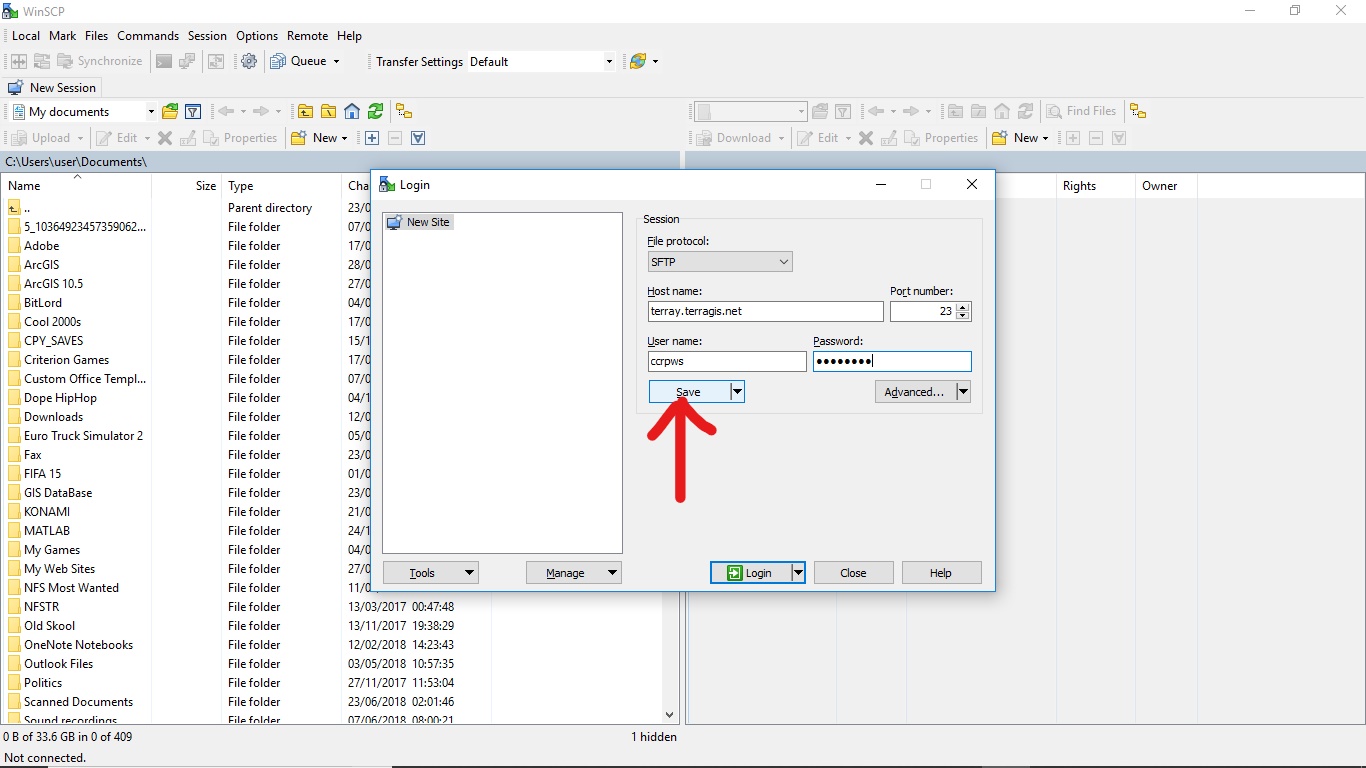 WinSCP
Local Mark Files Commands Session Options Remote Help
Synchronize Queue Transfer Settings Default
New Session
My documents Find Files
Upload Edit Properties New Download Edit Properties New
C:\Users\user\Documents\
Name Size Type Cha Rights Owner
.. Parent directory 23/0
5_10364923457359062... File folder 07/0
Adobe File folder 17/0
ArcGIS File folder 28/0
ArcGIS 10.5 File folder 27/0
BitLord File folder 04/0
Cool 2000s File folder 17/0
CPY_SAVES File folder 15/1
Criterion Games File folder 17/0
Custom Office Templ... File folder 07/0
Dope HipHop File folder 04/1
Downloads File folder 12/0
Euro Truck Simulator 2 File folder 05/0
Fax File folder 23/0
FIFA 15 File folder 01/0
GIS DataBase File folder 23/0
KONAMI File folder 21/0
MATLAB File folder 24/1
My Games File folder 04/0
My Web Sites File folder 27/0
NFS Most Wanted File folder 11/0
NFSTR File folder 13/03/2017 00:47:48
Old Skool File folder 13/11/2017 19:38:29
OneNote Notebooks File folder 12/02/2018 14:23:43
Outlook Files File folder 03/05/2018 10:57:35
Politics File folder 27/11/2017 11:53:04
Scanned Documents File folder 23/06/2018 02:01:46
Sound recordings File folder 07/06/2018 08:00:21
Login
New Site
Session
File protocol:
SFTP
Host name: Port number:
terray.terragis.net 23
User name: Password:
ccrpws ••••••••
Save Advanced...
Tools Manage Login Close Help
0 B of 33.6 GB in 0 of 409 1 hidden
Not connected.